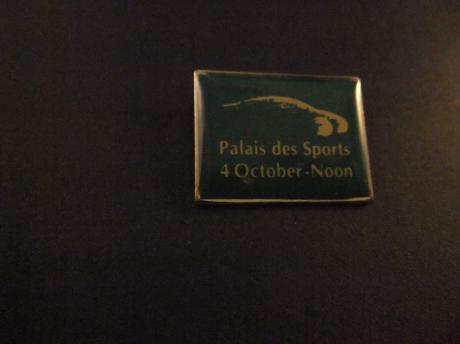 Palais des Sports
4 October-Noon